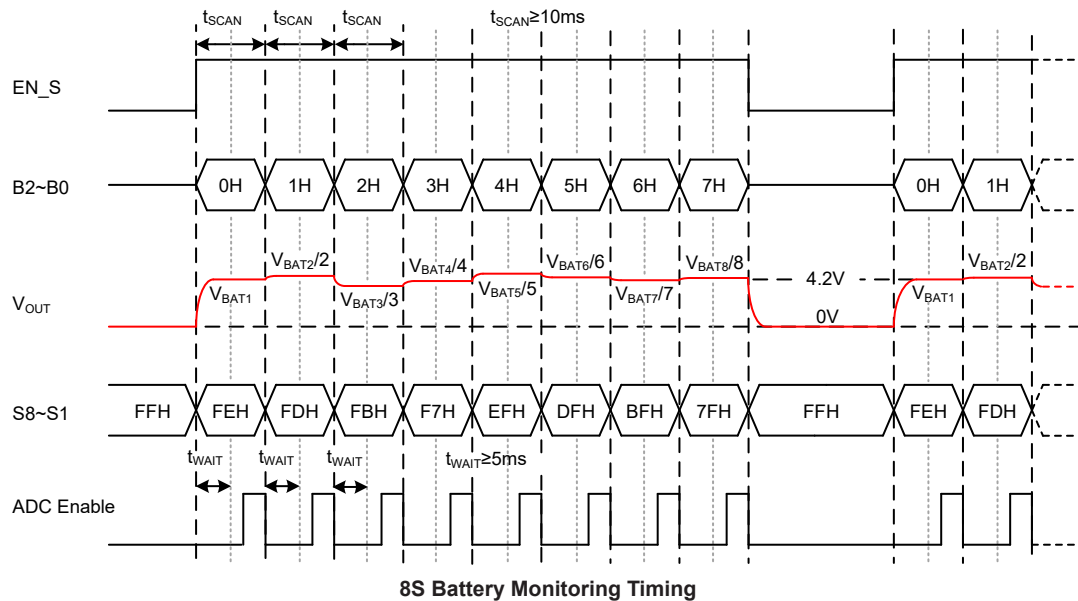 tSCAN tSCAN tSCAN tSCAN≥10ms
EN_S
B2~B0 0H 1H 2H 3H 4H 5H 6H 7H 0H 1H
VOUT VBAT1 VBAT2/2 VBAT3/3 VBAT4/4 VBAT5/5 VBAT6/6 VBAT7/7 VBAT8/8 4.2V 0V VBAT1 VBAT2/2
S8~S1 FFH FEH FDH FBH F7H EFH DFH BFH 7FH FFH FEH FDH
tWAIT tWAIT tWAIT tWAIT≥5ms
ADC Enable
8S Battery Monitoring Timing